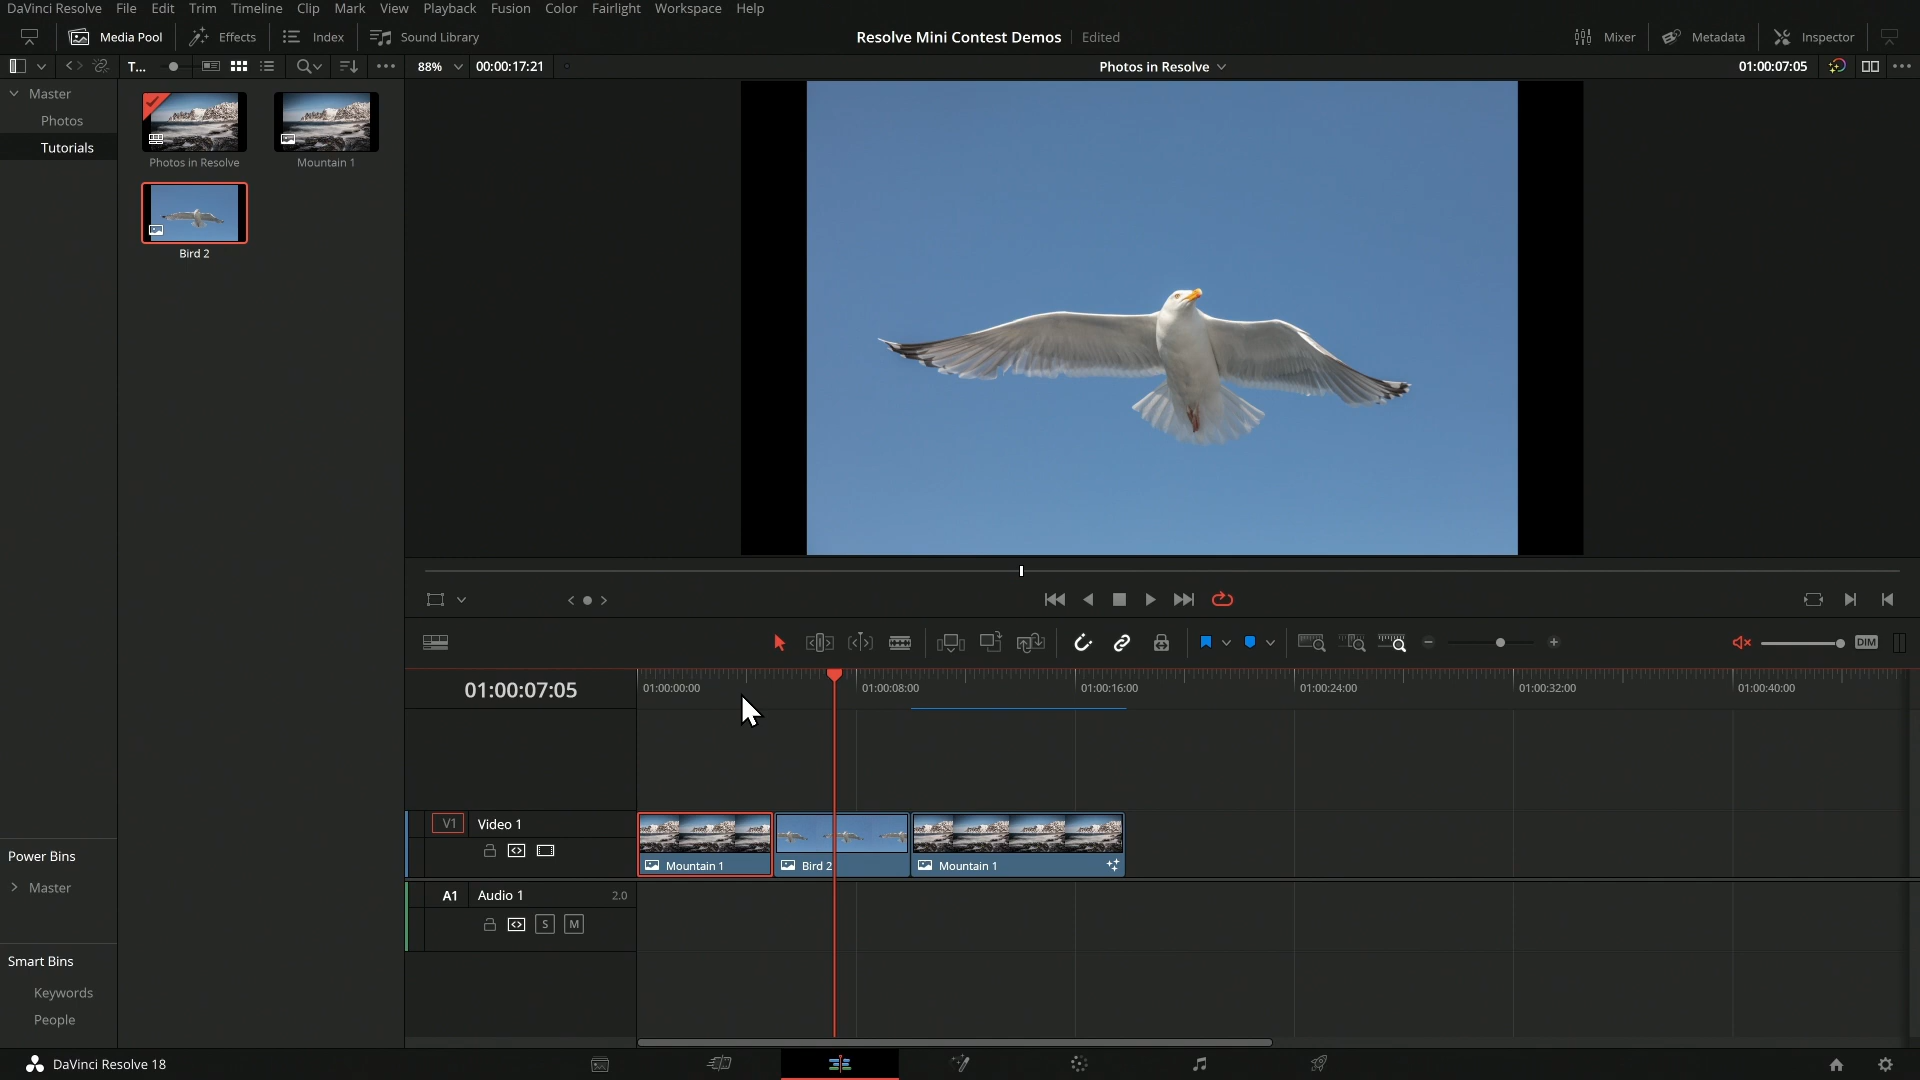 DaVinci Resolve File Edit Trim Timeline Clip Mark View Playback Fusion Color Fairlight Workspace Help
Media Pool Effects Index Sound Library Resolve Mini Contest Demos Edited Mixer Metadata Inspector
T... 88% 00:00:17:21 Photos in Resolve 01:00:07:05
Master
Photos
Tutorials
Photos in Resolve Mountain 1
Bird 2
DIM
01:00:07:05 01:00:00:00 01:00:08:00 01:00:16:00 01:00:24:00 01:00:32:00 01:00:40:00
V1 Video 1
Mountain 1 Bird 2 Mountain 1
A1 Audio 1 2.0
S M
Power Bins
Master
Smart Bins
Keywords
People
DaVinci Resolve 18